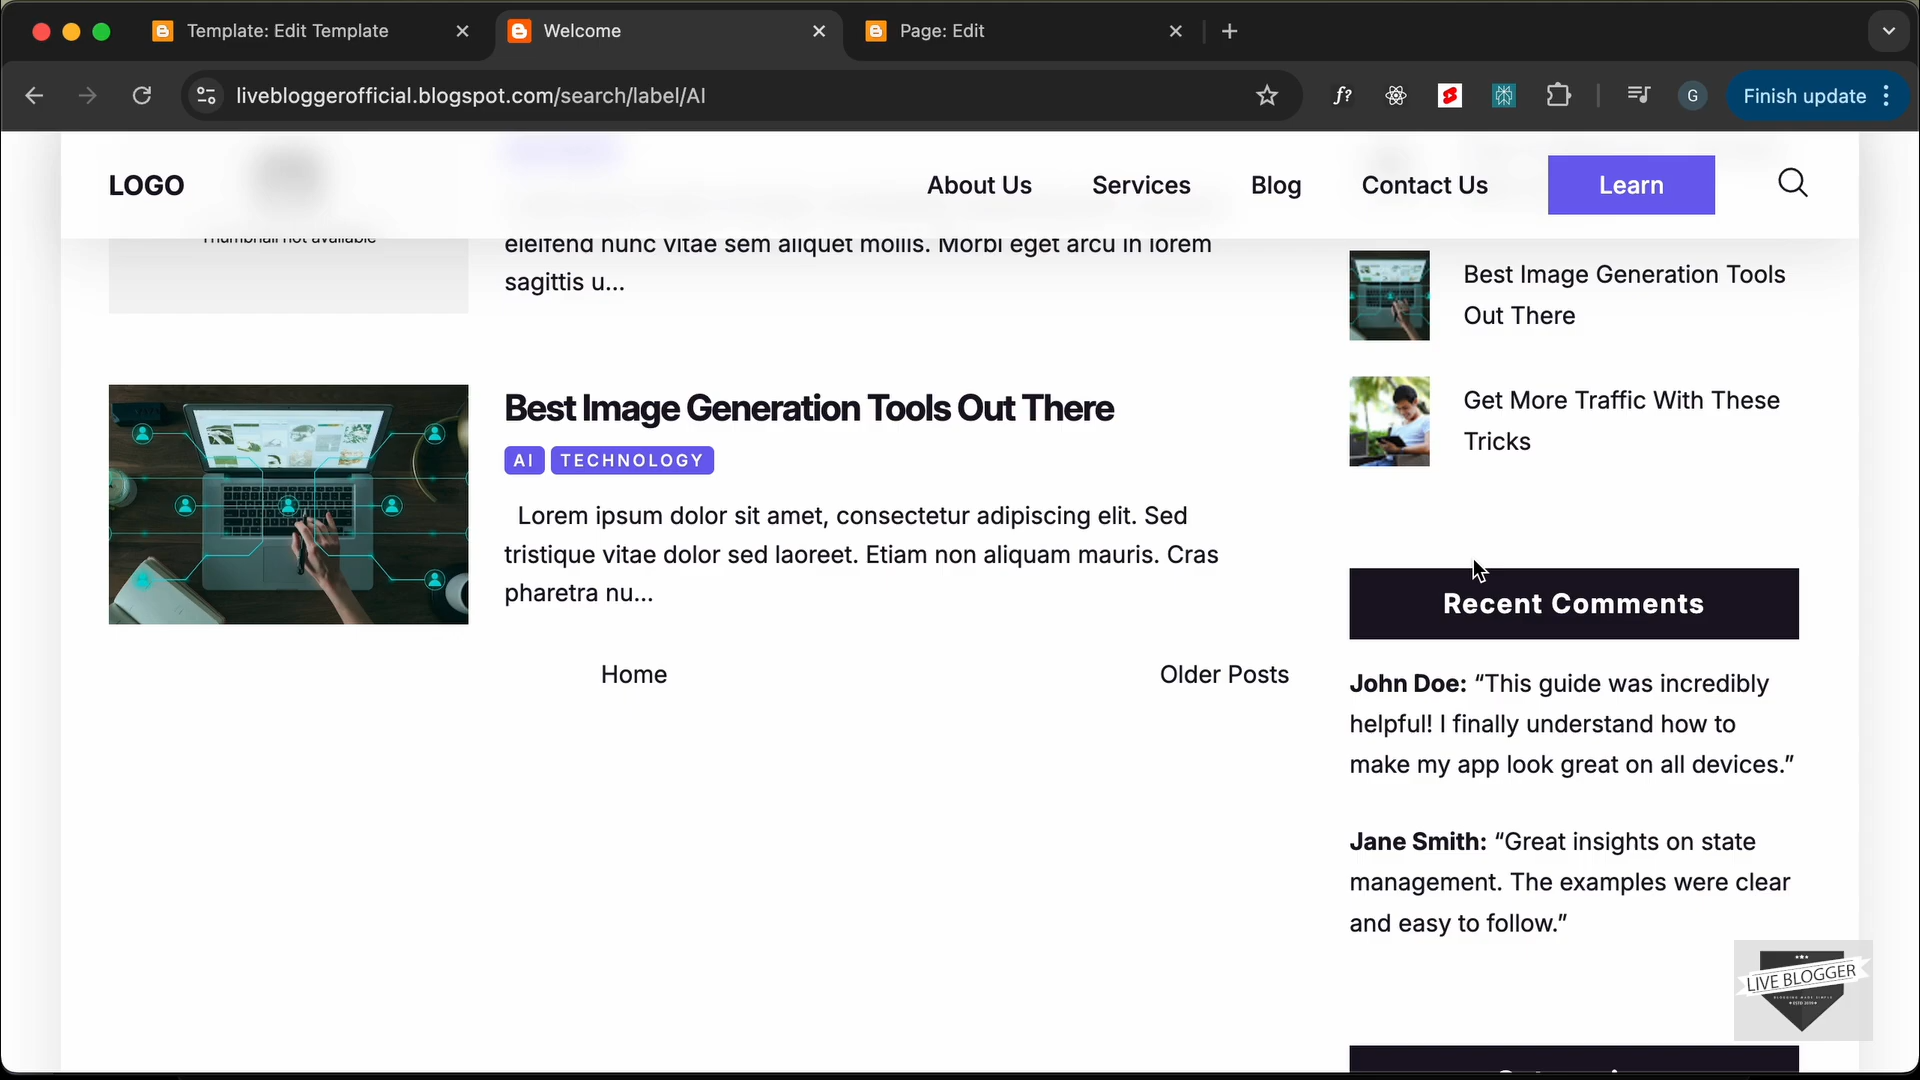 Template: Edit Template
Welcome
Page: Edit
livebloggerofficial.blogspot.com/search/label/AI
f?
G
Finish update
LOGO
About Us
Services
Blog
Contact Us
Learn
Thumbnail not available
eleifend nunc vitae sem aliquet mollis. Morbi eget arcu in lorem
sagittis u...
Best Image Generation Tools Out There
AI
TECHNOLOGY
Lorem ipsum dolor sit amet, consectetur adipiscing elit. Sed
tristique vitae dolor sed laoreet. Etiam non aliquam mauris. Cras
pharetra nu...
Home
Older Posts
Best Image Generation Tools
Out There
Get More Traffic With These
Tricks
Recent Comments
John Doe: “This guide was incredibly
helpful! I finally understand how to
make my app look great on all devices.”
Jane Smith: “Great insights on state
management. The examples were clear
and easy to follow.”
LIVE BLOGGER